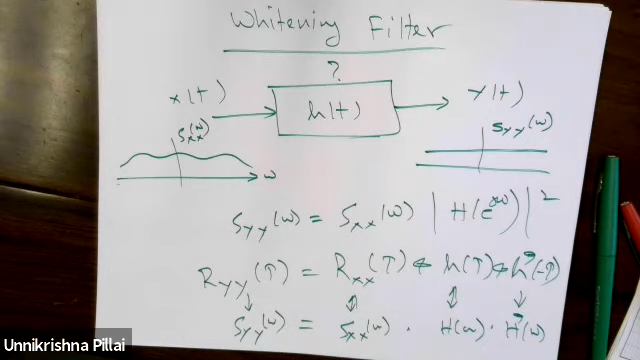 Whitening Filter
?
x(t) h(t) y(t)
Sxx(ω) Syy(ω)
ω
Syy(ω) = Sxx(ω) |H(e^jω)|^2
Ryy(τ) = Rxx(τ) * h(τ) * h*(-τ)
Syy(ω) = Sxx(ω) · H(ω) · H*(ω)
Unnikrishna Pillai